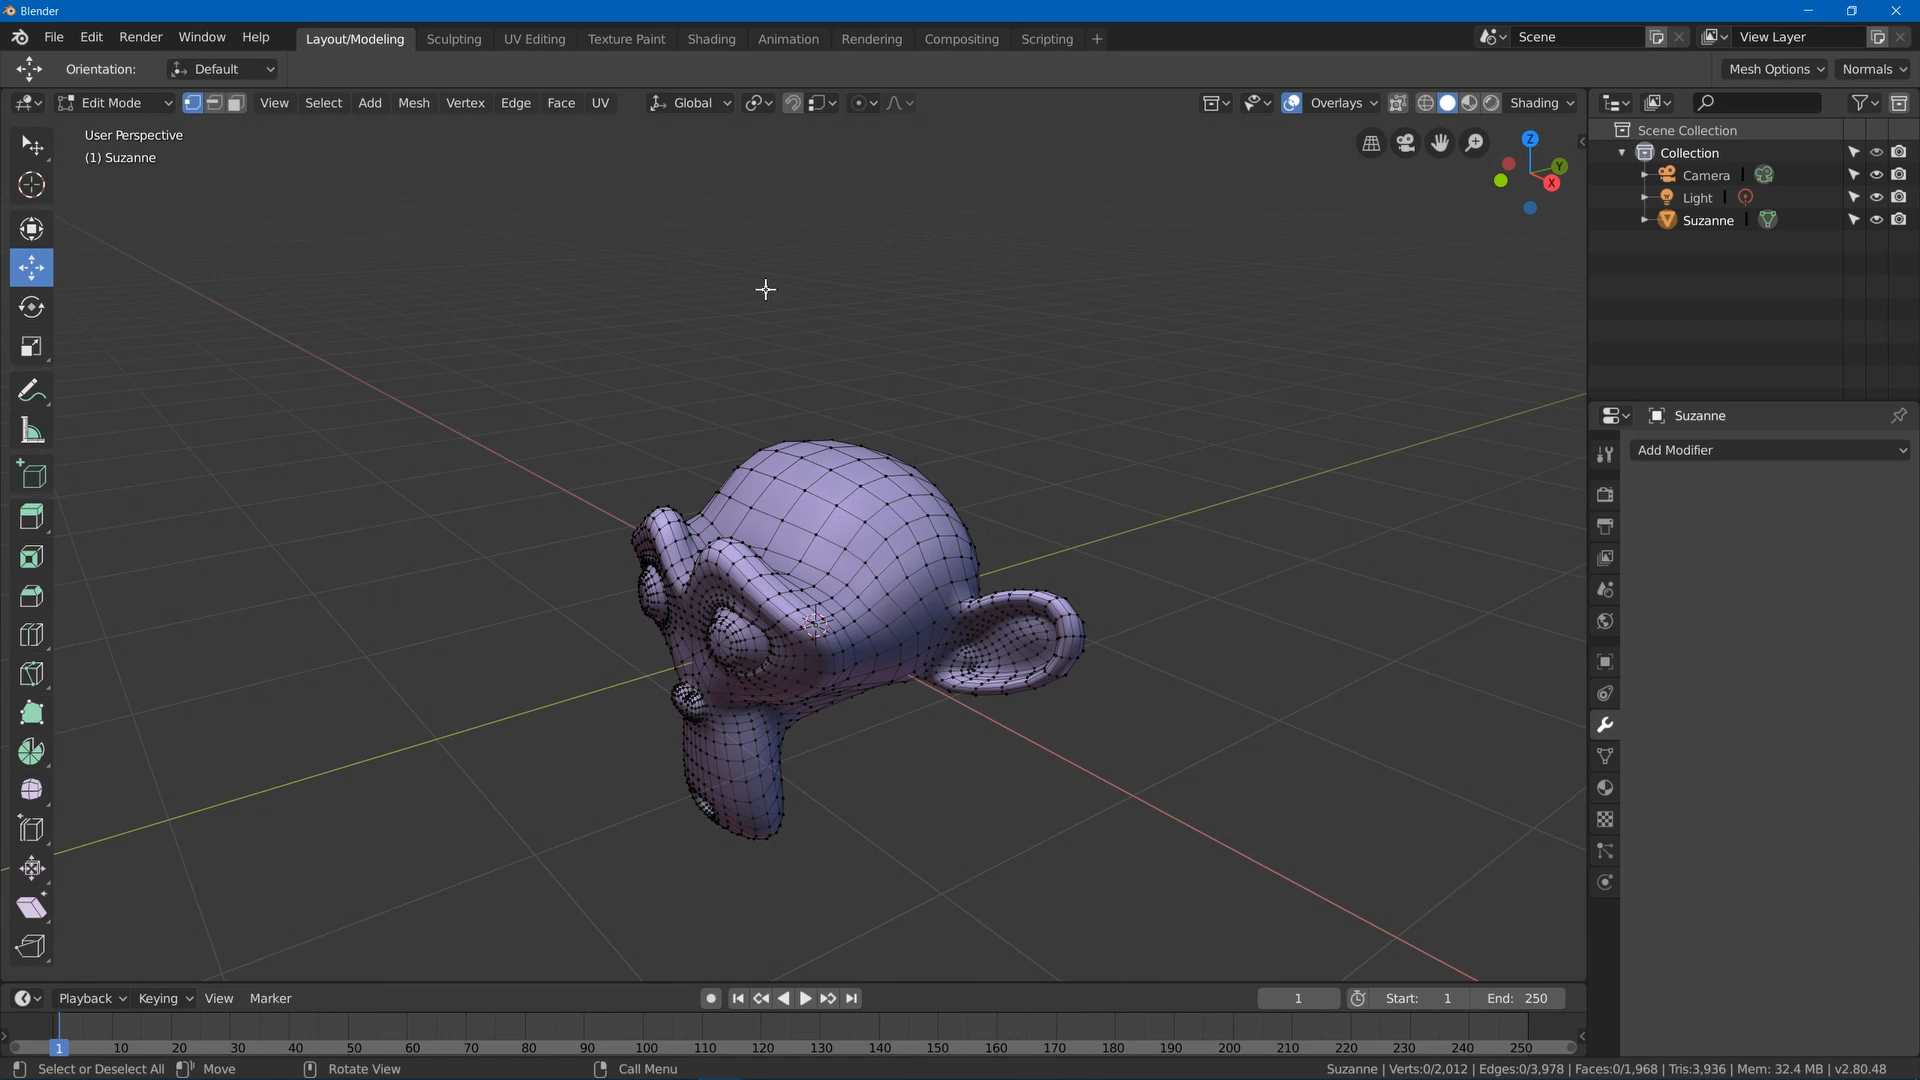 Blender
File Edit Render Window Help Layout/Modeling Sculpting UV Editing Texture Paint Shading Animation Rendering Compositing Scripting + Scene View Layer
Orientation: Default Mesh Options Normals
Edit Mode View Select Add Mesh Vertex Edge Face UV Global Overlays Shading
User Perspective
(1) Suzanne
Z
Y
X
Scene Collection
Collection
Camera
Light
Suzanne
Suzanne
Add Modifier
Playback Keying View Marker 1 Start: 1 End: 250
1 10 20 30 40 50 60 70 80 90 100 110 120 130 140 150 160 170 180 190 200 210 220 230 240 250
Select or Deselect All Move Rotate View Call Menu Suzanne | Verts:0/2,012 | Edges:0/3,978 | Faces:0/1,968 | Tris:3,936 | Mem: 32.4 MB | v2.80.48